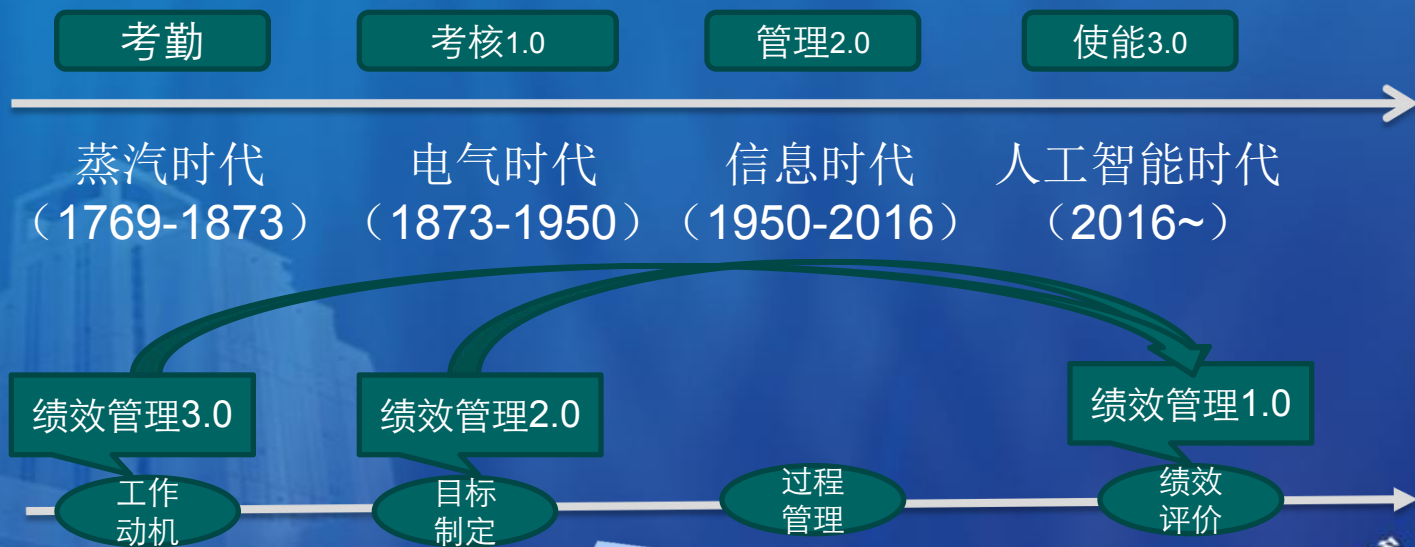 考勤
考核1.0
管理2.0
使能3.0
蒸汽时代
电气时代
信息时代
人工智能时代
（1769-1873）
（1873-1950）
（1950-2016）
（2016~）
绩效管理3.0
绩效管理2.0
绩效管理1.0
工作
动机
目标
制定
过程
管理
绩效
评价